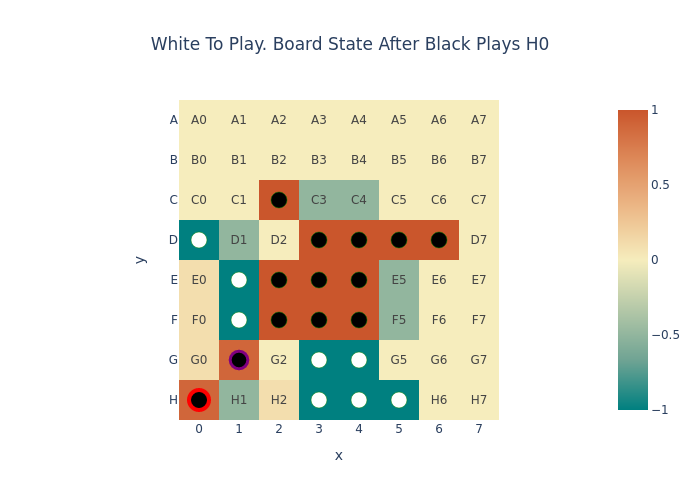 White To Play. Board State After Black Plays H0
A A0 A1 A2 A3 A4 A5 A6 A7 1
B B0 B1 B2 B3 B4 B5 B6 B7 0.5
C C0 C1 C3 C4 C5 C6 C7
D D1 D2 D7 0
y
E E0 E5 E6 E7
F F0 F5 F6 F7 −0.5
G G0 G2 G5 G6 G7
H H1 H2 H6 H7 −1
0 1 2 3 4 5 6 7
x